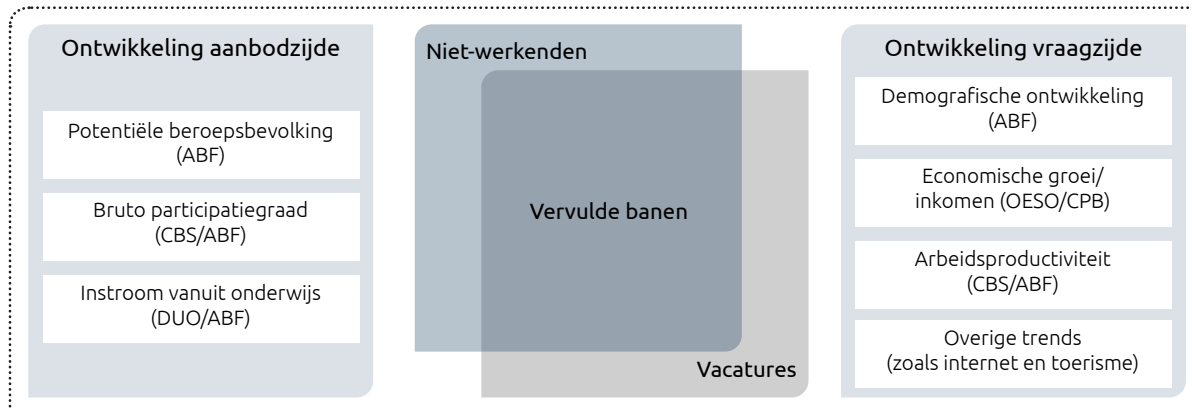 Ontwikkeling aanbodzijde
Potentiële beroepsbevolking
(ABF)
Bruto participatiegraad
(CBS/ABF)
Instroom vanuit onderwijs
(DUO/ABF)
Niet-werkenden
Vervulde banen
Vacatures
Ontwikkeling vraagzijde
Demografische ontwikkeling
(ABF)
Economische groei/
inkomen (OESO/CPB)
Arbeidsproductiviteit
(CBS/ABF)
Overige trends
(zoals internet en toerisme)